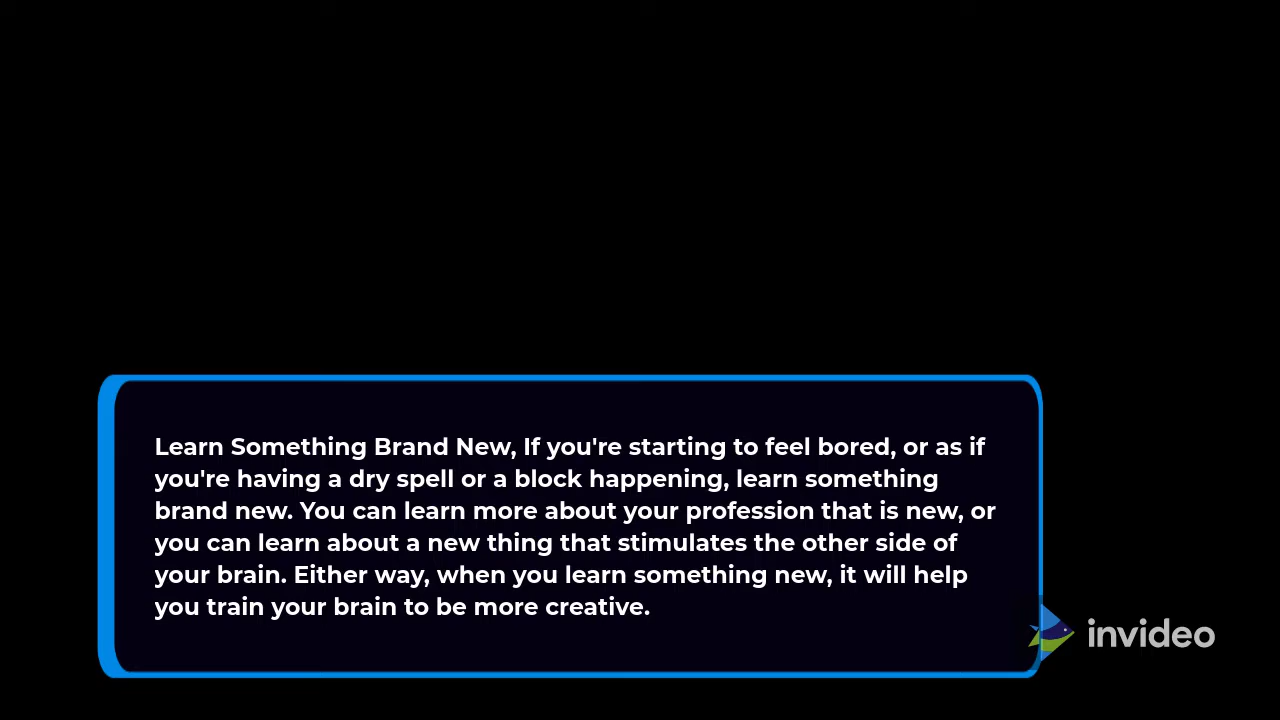 Learn Something Brand New, If you're starting to feel bored, or as if
you're having a dry spell or a block happening, learn something
brand new. You can learn more about your profession that is new, or
you can learn about a new thing that stimulates the other side of
your brain. Either way, when you learn something new, it will help
you train your brain to be more creative.
invideo